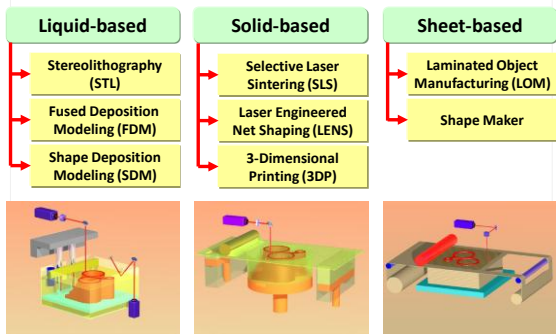 Liquid-based
Stereolithography
(STL)
Fused Deposition
Modeling (FDM)
Shape Deposition
Modeling (SDM)
Solid-based
Selective Laser
Sintering (SLS)
Laser Engineered
Net Shaping (LENS)
3-Dimensional
Printing (3DP)
Sheet-based
Laminated Object
Manufacturing (LOM)
Shape Maker